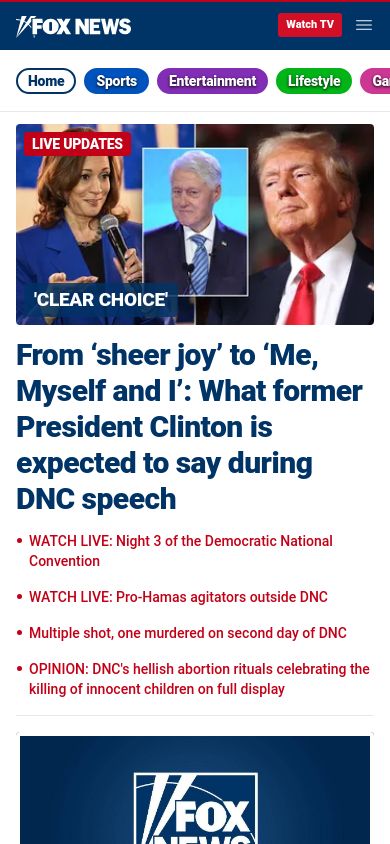 FOX NEWS
Watch TV
Home
Sports
Entertainment
Lifestyle
LIVE UPDATES
'CLEAR CHOICE'
From ‘sheer joy’ to ‘Me,
Myself and I’: What former
President Clinton is
expected to say during
DNC speech
• WATCH LIVE: Night 3 of the Democratic National
Convention
• WATCH LIVE: Pro-Hamas agitators outside DNC
• Multiple shot, one murdered on second day of DNC
• OPINION: DNC's hellish abortion rituals celebrating the
killing of innocent children on full display
FOX
NEWS